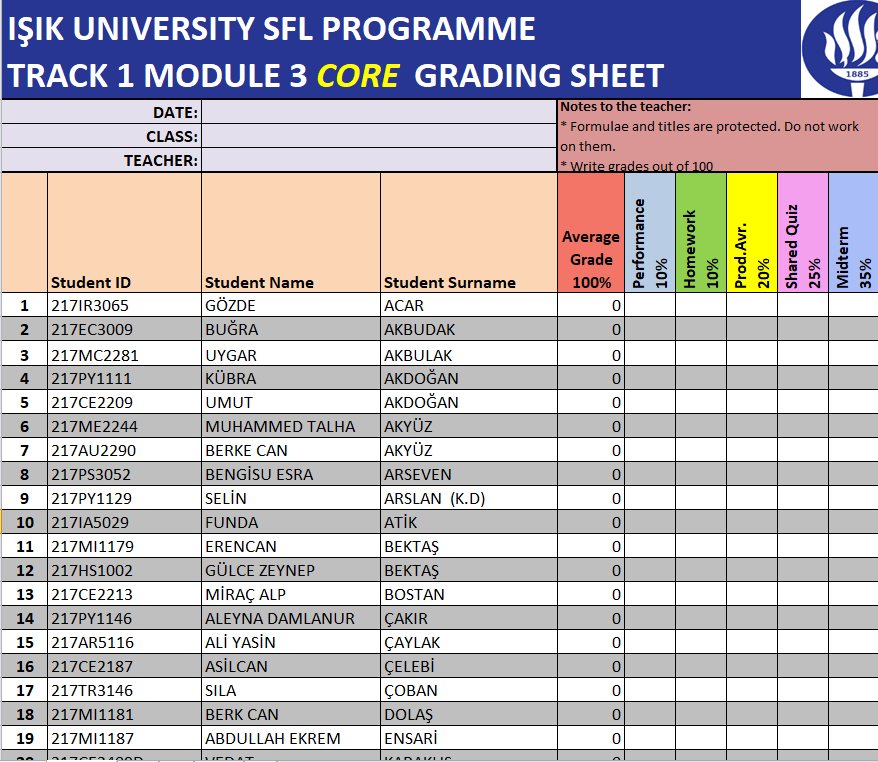 IŞIK UNIVERSITY SFL PROGRAMME
TRACK 1 MODULE 3 CORE GRADING SHEET
1885
DATE:
CLASS:
TEACHER:
Notes to the teacher:
* Formulae and titles are protected. Do not work
on them.
* Write grades out of 100
Student ID Student Name Student Surname Average Grade 100% Performance 10% Homework 10% Prod.Avr. 20% Shared Quiz 25% Midterm 35%
1 217IR3065 GÖZDE ACAR 0
2 217EC3009 BUĞRA AKBUDAK 0
3 217MC2281 UYGAR AKBULAK 0
4 217PY1111 KÜBRA AKDOĞAN 0
5 217CE2209 UMUT AKDOĞAN 0
6 217ME2244 MUHAMMED TALHA AKYÜZ 0
7 217AU2290 BERKE CAN AKYÜZ 0
8 217PS3052 BENGİSU ESRA ARSEVEN 0
9 217PY1129 SELİN ARSLAN (K.D) 0
10 217IA5029 FUNDA ATİK 0
11 217MI1179 ERENCAN BEKTAŞ 0
12 217HS1002 GÜLCE ZEYNEP BEKTAŞ 0
13 217CE2213 MİRAÇ ALP BOSTAN 0
14 217PY1146 ALEYNA DAMLANUR ÇAKIR 0
15 217AR5116 ALİ YASİN ÇAYLAK 0
16 217CE2187 ASİLCAN ÇELEBİ 0
17 217TR3146 SILA ÇOBAN 0
18 217MI1181 BERK CAN DOLAŞ 0
19 217MI1187 ABDULLAH EKREM ENSARİ 0